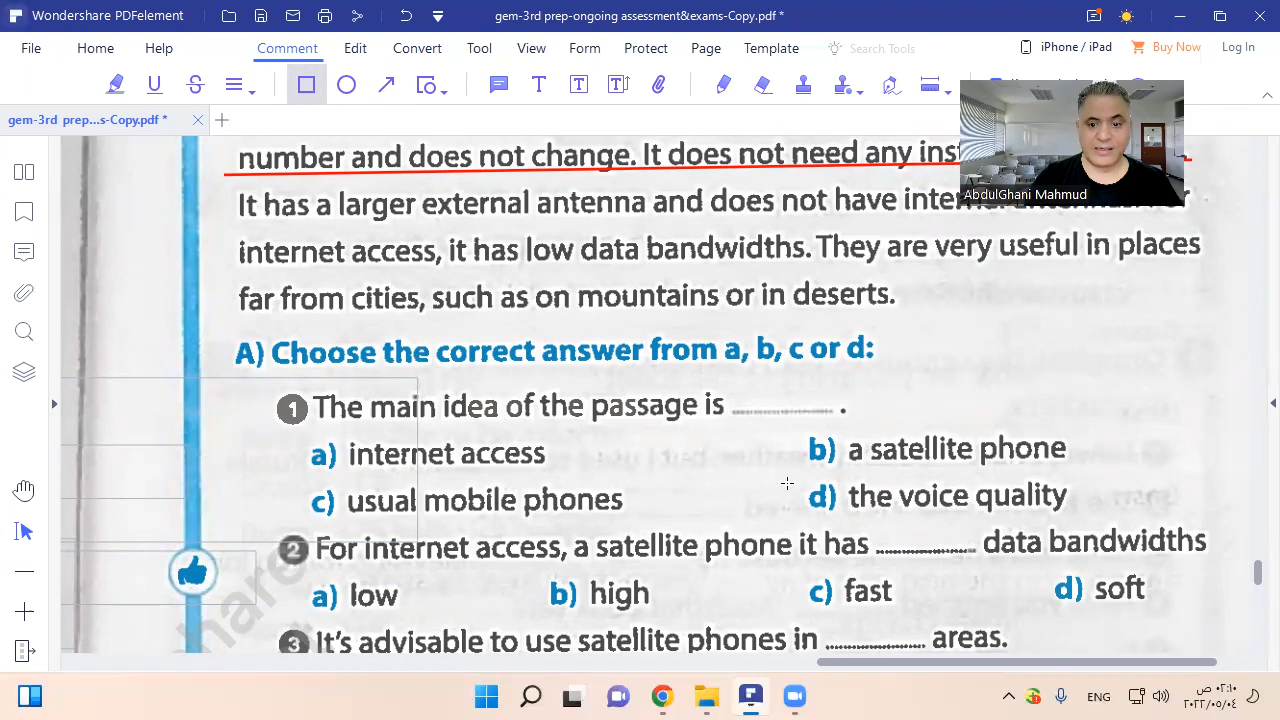 Wondershare PDFelement
gem-3rd prep-ongoing assessment&exams-Copy.pdf *
File Home Help Comment Edit Convert Tool View Form Protect Page Template Search Tools iPhone / iPad Buy Now Log In
gem-3rd prep...s-Copy.pdf *
AbdulGhani Mahmud
number and does not change. It does not need any
It has a larger external antenna and does not have
internet access, it has low data bandwidths. They are very useful in places
far from cities, such as on mountains or in deserts.
A) Choose the correct answer from a, b, c or d:
1 The main idea of the passage is .................. .
a) internet access b) a satellite phone
c) usual mobile phones d) the voice quality
2 For internet access, a satellite phone it has .................. data bandwidths
a) low b) high c) fast d) soft
3 It's advisable to use satellite phones in .................. areas.
ENG